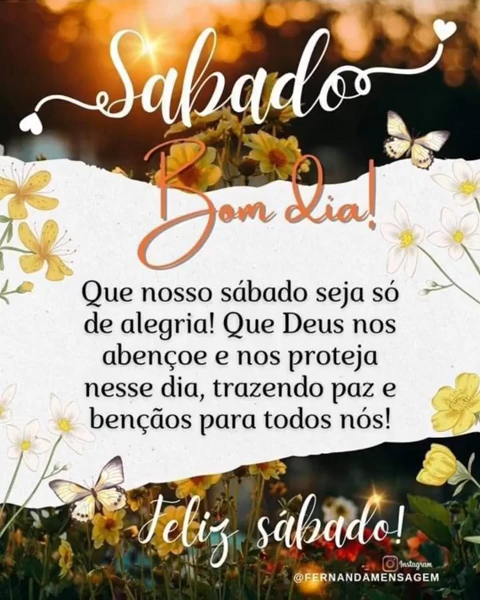 Sabado
Bom dia!
Que nosso sábado seja só
de alegria! Que Deus nos
abençoe e nos proteja
nesse dia, trazendo paz e
bençãos para todos nós!
Feliz sábado!
Instagram
@FERNANDAMENSAGEM